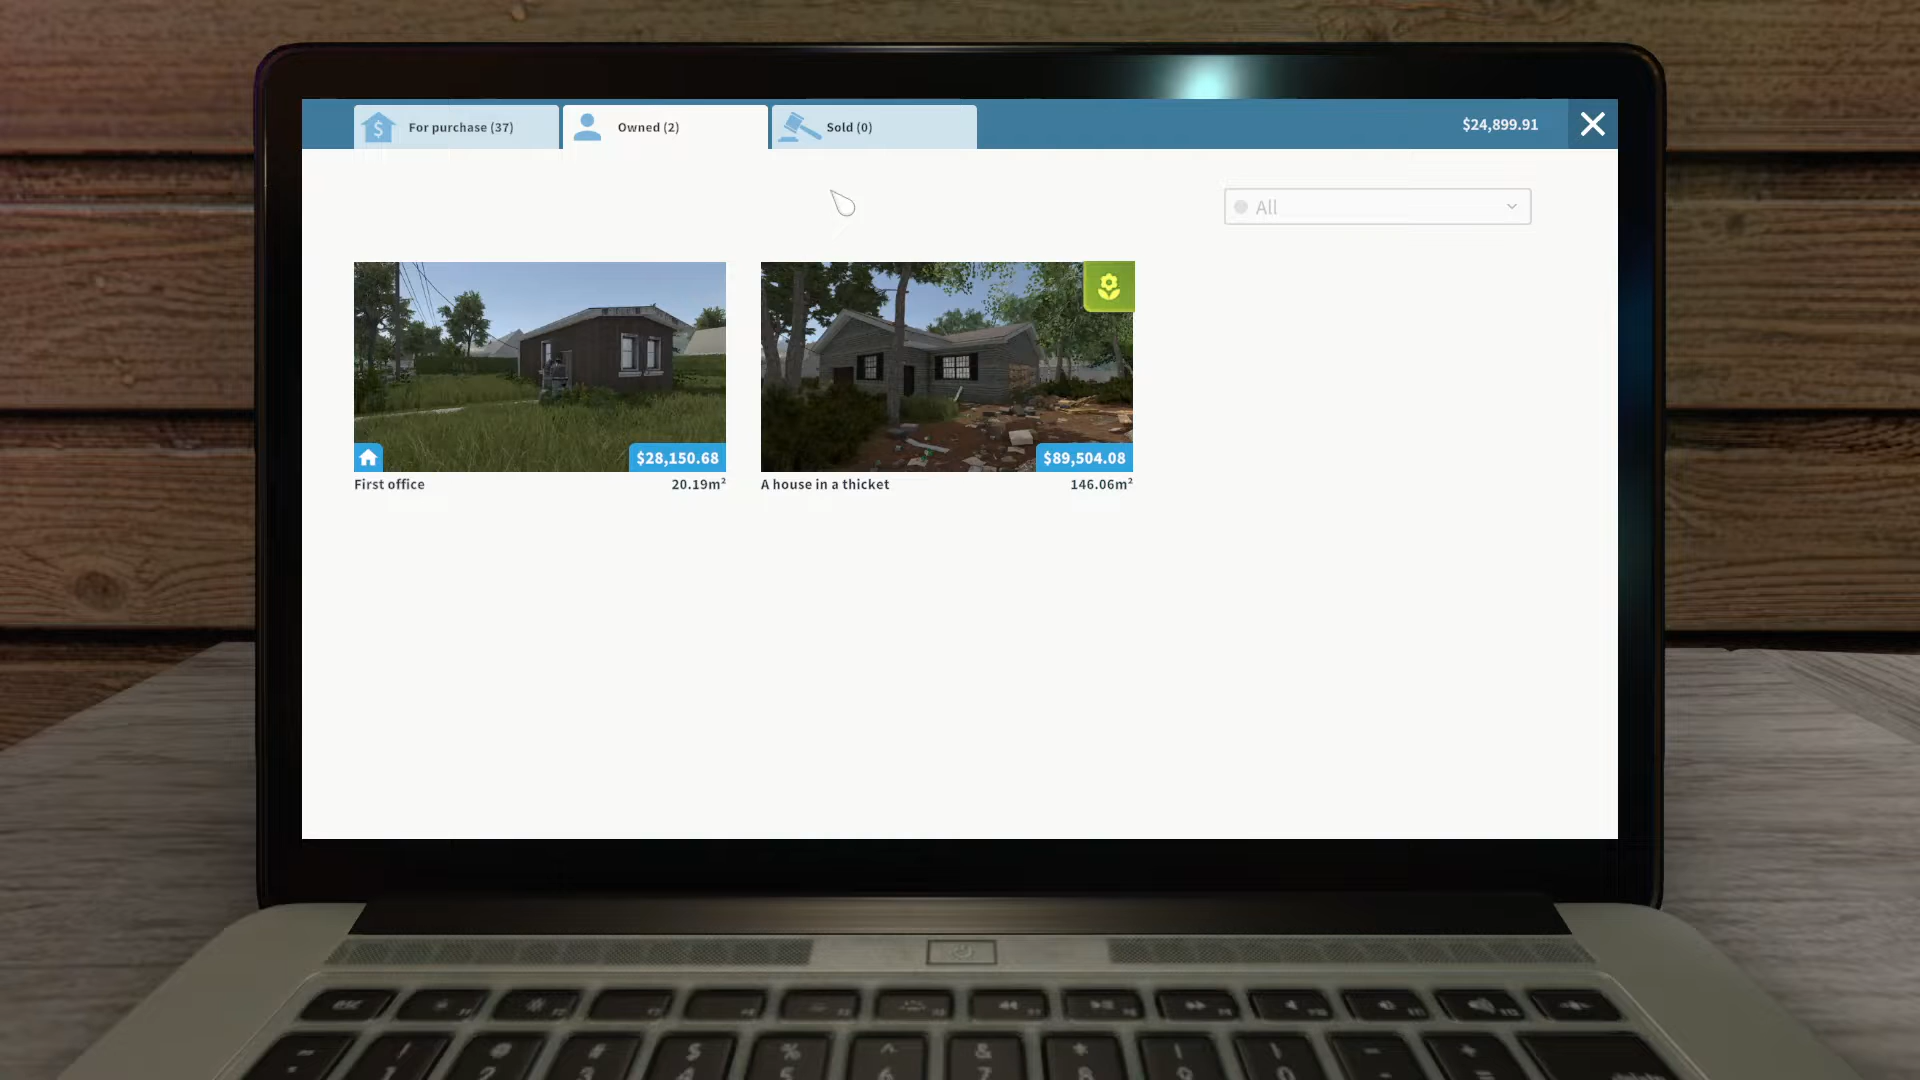 For purchase (37)
Owned (2)
Sold (0)
$24,899.91
All
$28,150.68
$89,504.08
First office
20.19m²
A house in a thicket
146.06m²
esc